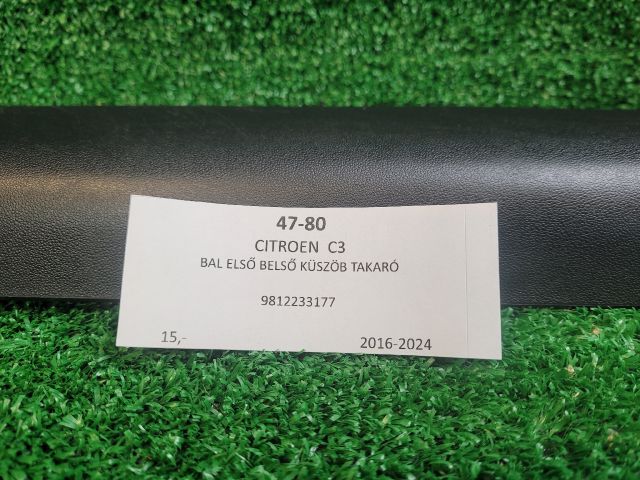 47-80
CITROEN C3
BAL ELSŐ BELSŐ KÜSZÖB TAKARÓ
9812233177
15,- 2016-2024